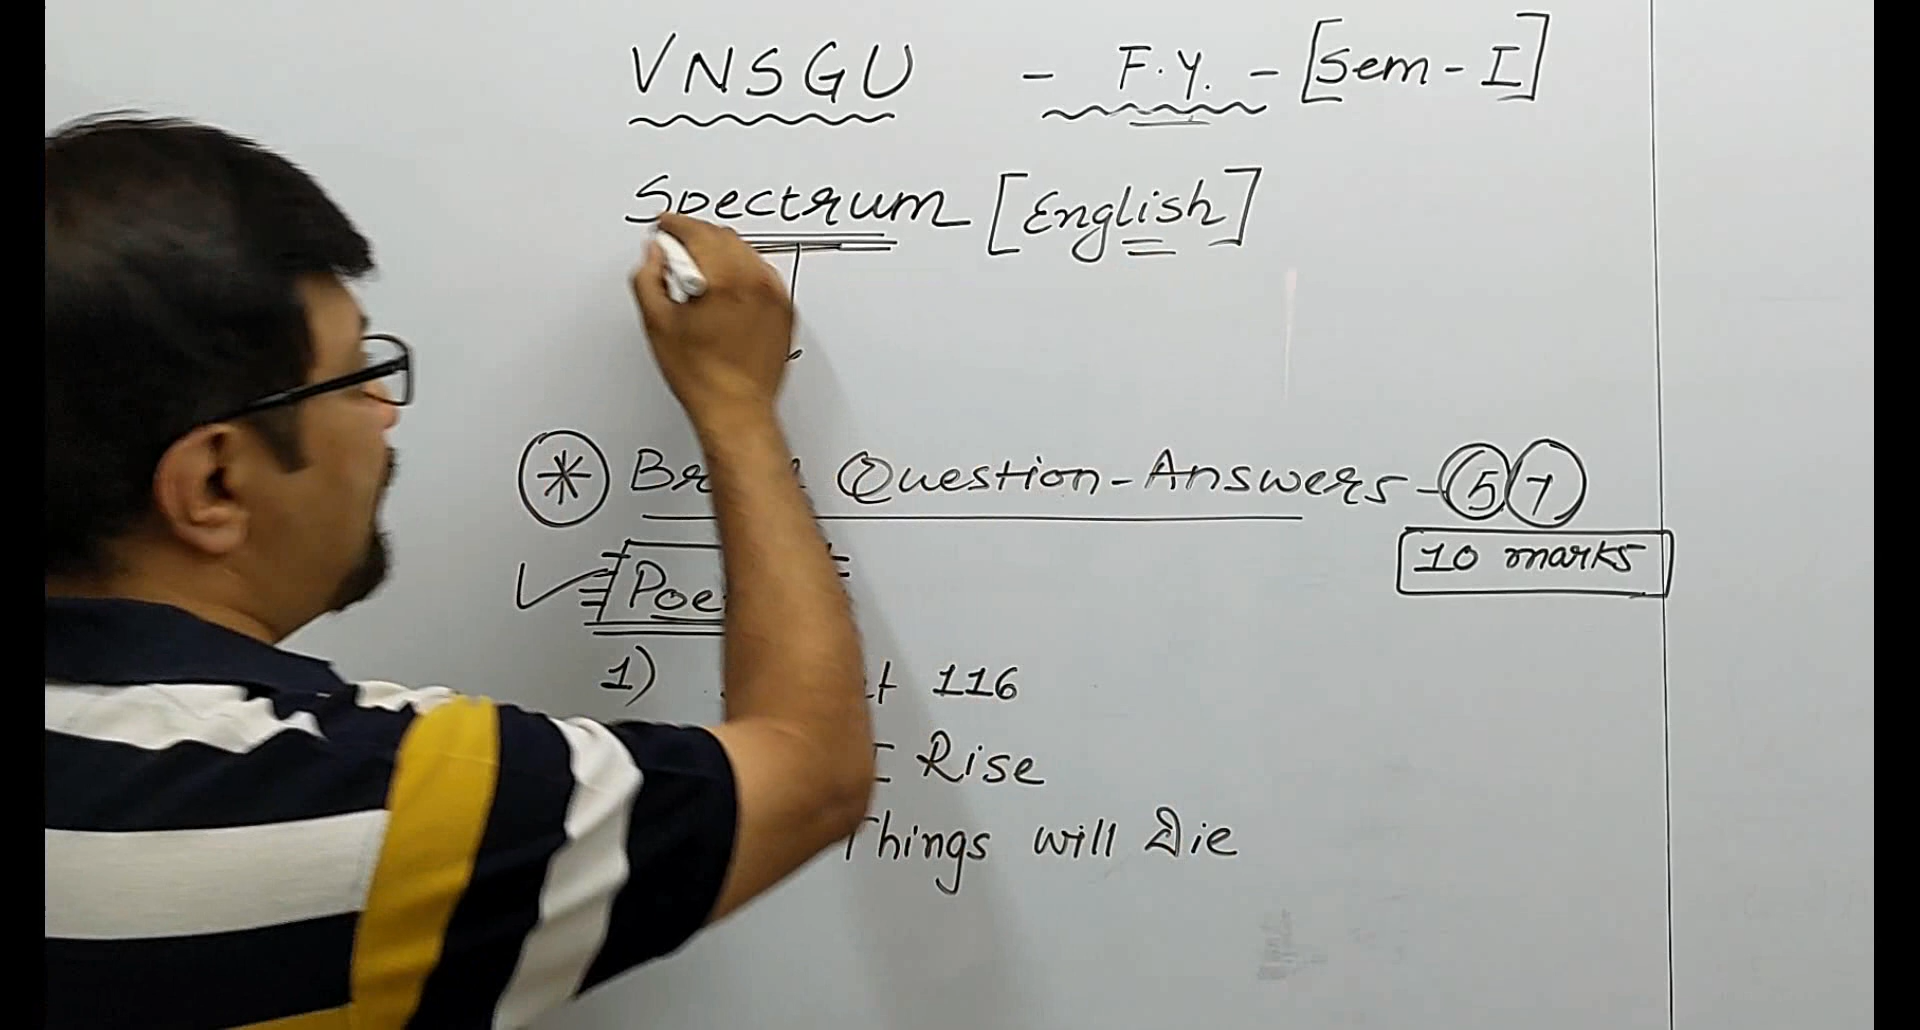 VNSGU - F.Y. - [Sem - I]
Spectrum [English]
* Question-Answers - 5 7
10 marks
1) 116
I Rise
Things will Die